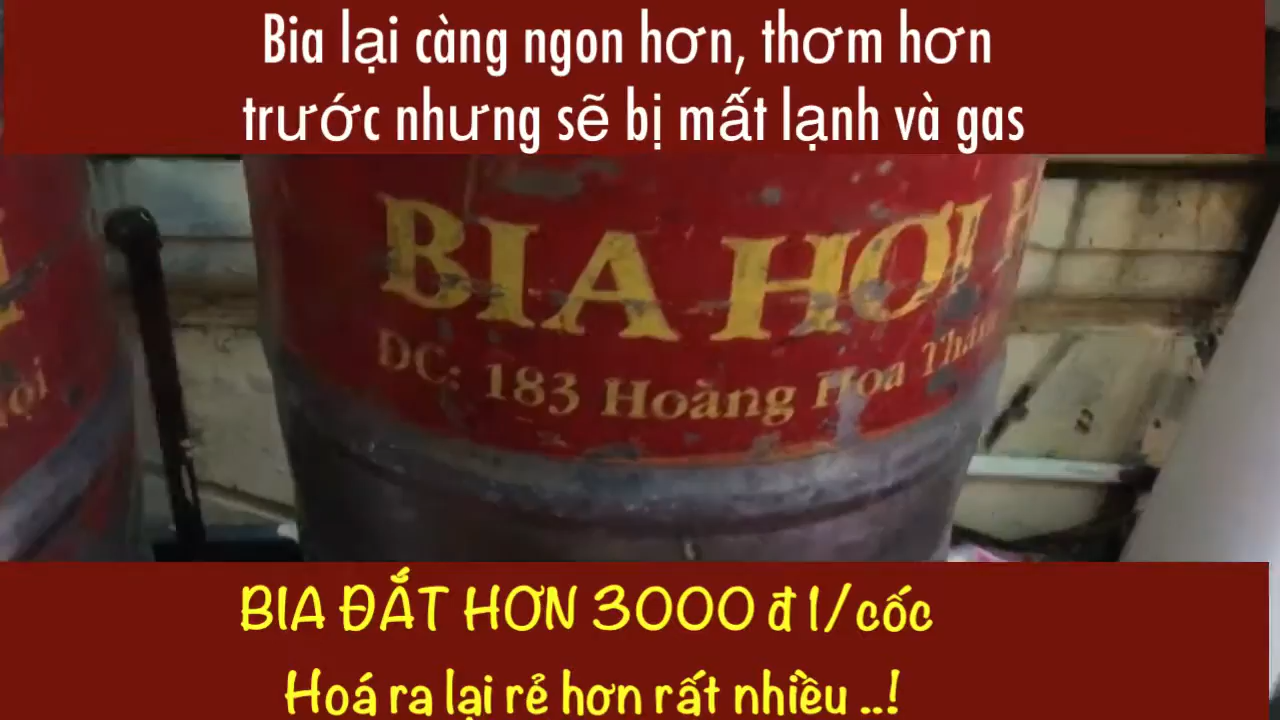 Bia lại càng ngon hơn, thơm hơn
trước nhưng sẽ bị mất lạnh và gas
BIA HƠI H
ĐC: 183 Hoàng Hoa Thám
BIA ĐẮT HƠN 3000 đ 1/cốc
Hoá ra lại rẻ hơn rất nhiều ..!